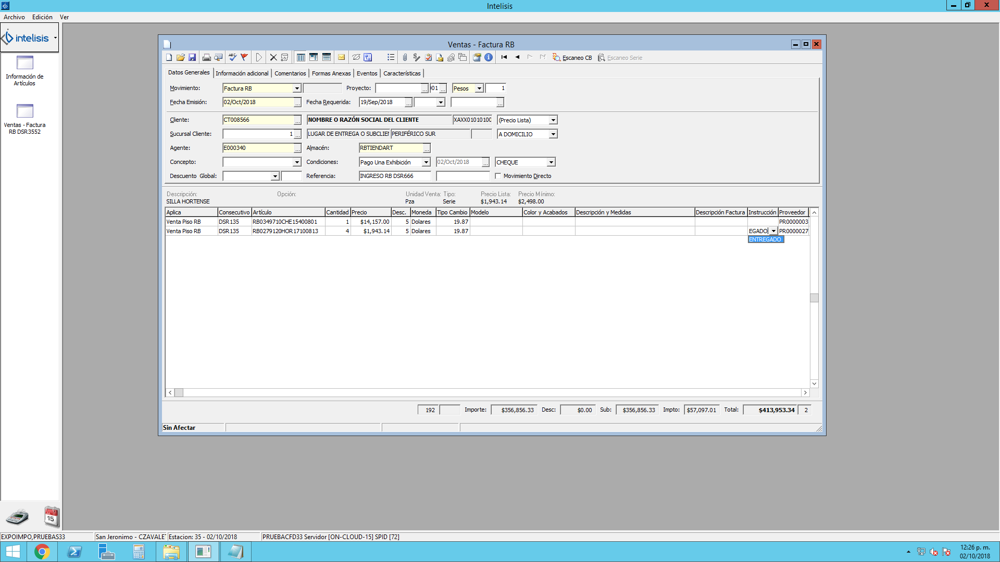 Intelisis
Archivo Edición Ver
intelisis
Información de
Artículos
Ventas - Factura
RB DSR3552
Ventas - Factura RB
ABC Escaneo CB Escaneo Serie
Datos Generales Información adicional Comentarios Formas Anexas Eventos Características
Movimiento: Factura RB Proyecto: 001 Pesos 1
Fecha Emisión: 02/Oct/2018 Fecha Requerida: 19/Sep/2018
Cliente: CT008566 NOMBRE O RAZÓN SOCIAL DEL CLIENTE XAXX01010100 (Precio Lista)
Sucursal Cliente: 1 LUGAR DE ENTREGA O SUBCLIEN PERIFÉRICO SUR A DOMICILIO
Agente: E000340 Almacén: RBTIENDART
Concepto: Condiciones: Pago Una Exhibición 02/Oct/2018 CHEQUE
Descuento Global: Referencia: INGRESO RB DSR666 Movimiento Directo
Descripción: Opción: Unidad Venta: Tipo: Precio Lista: Precio Mínimo:
SILLA HORTENSE Pza Serie $1,943.14 $2,498.00
Aplica Consecutivo Artículo Cantidad Precio Desc. Moneda Tipo Cambio Modelo Color y Acabados Descripción y Medidas Descripción Factura Instrucción Proveedor
Venta Piso RB DSR135 RB0349710CHE15400801 1 $14,157.00 5 Dolares 19.87 PR0000003
Venta Piso RB DSR135 RB0279120HOR17100813 4 $1,943.14 5 Dolares 19.87 EGADO PR0000027
ENTREGADO
192 Importe: $356,856.33 Desc: $0.00 Sub: $356,856.33 Impto: $57,097.01 Total: $413,953.34 2
Sin Afectar
15
EXPOIMPO,PRUEBAS33 San Jeronimo - CZAVALET Estacion: 35 - 02/10/2018 PRUEBACFD33 Servidor [ON-CLOUD-15] SPID [72]
12:26 p. m.
02/10/2018